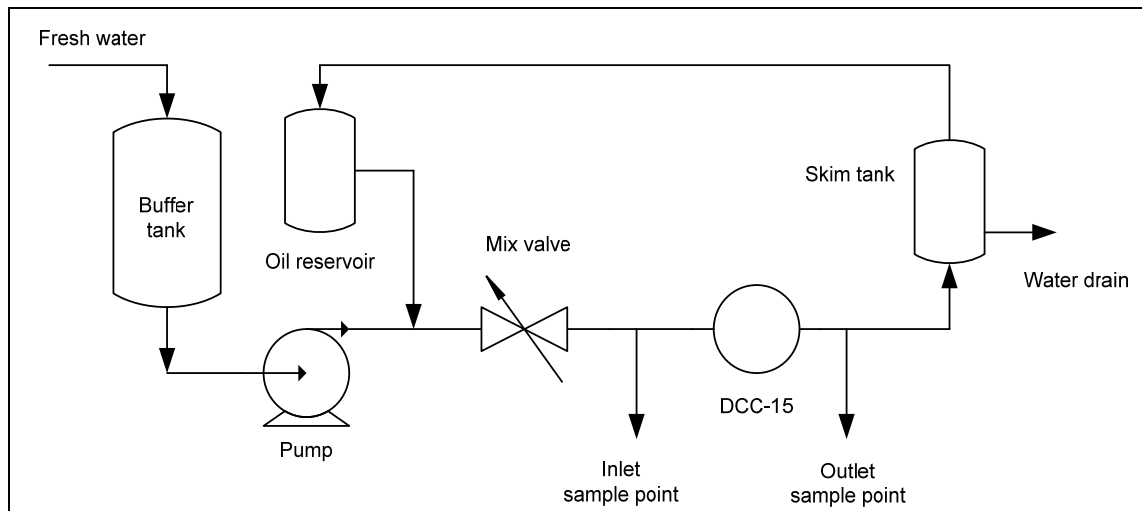 Fresh water
Buffer
tank
Oil reservoir
Mix valve
Skim tank
Water drain
Pump
DCC-15
Inlet
sample point
Outlet
sample point